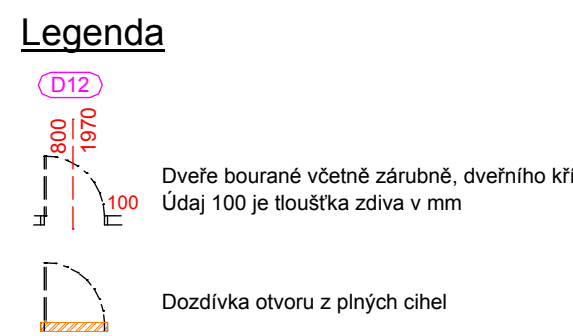 Legenda
D12
800
1970
100
Dveře bourané včetně zárubně, dveřního
Údaj 100 je tloušťka zdiva v mm
Dozdívka otvoru z plných cihel